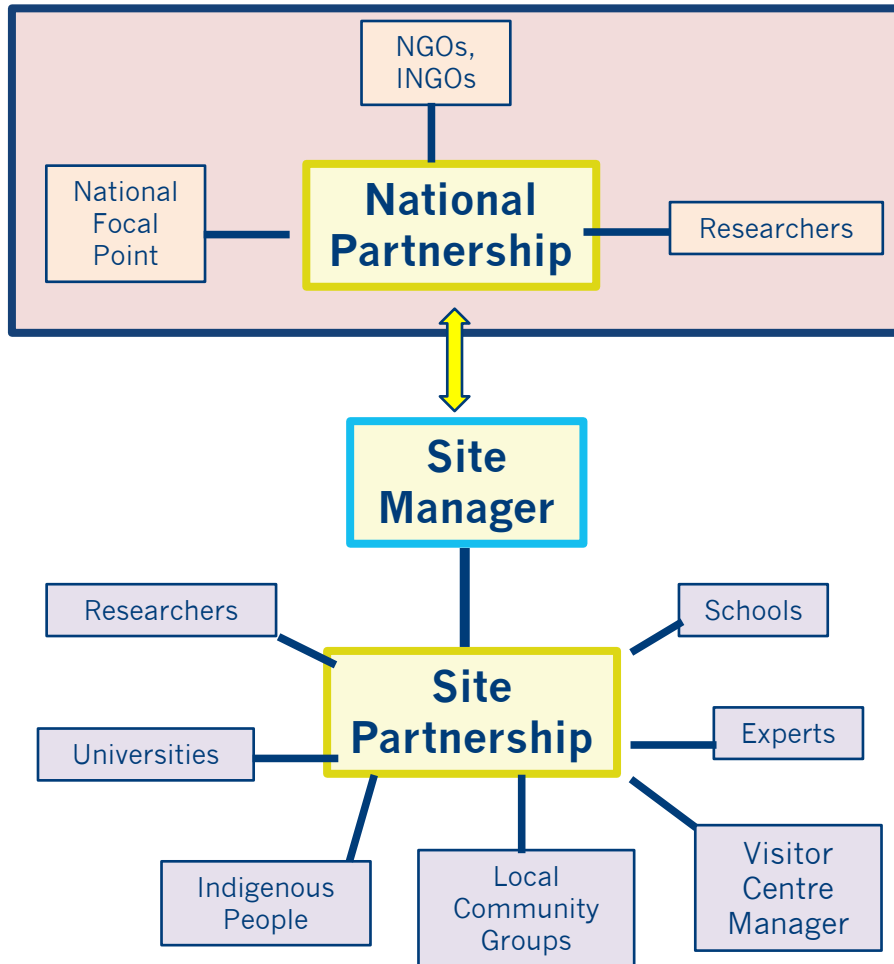 NGOs,
INGOs
National
Focal
Point
National
Partnership
Researchers
Site
Manager
Researchers
Schools
Site
Partnership
Universities
Experts
Indigenous
People
Local
Community
Groups
Visitor
Centre
Manager